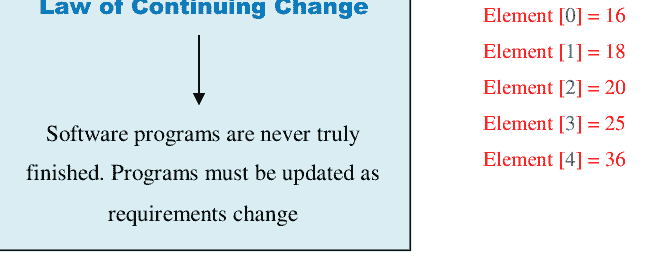 Law of Continuing Change
Software programs are never truly
finished. Programs must be updated as
requirements change
Element [0] = 16
Element [1] = 18
Element [2] = 20
Element [3] = 25
Element [4] = 36